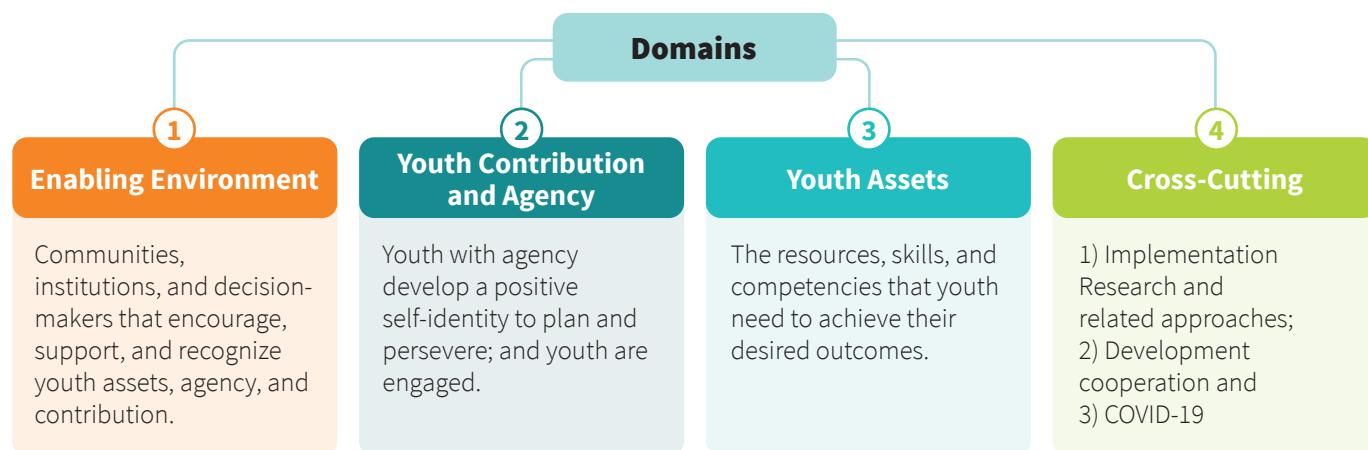 Domains
1
Enabling Environment
Communities,
institutions, and decision-
makers that encourage,
support, and recognize
youth assets, agency, and
contribution.
2
Youth Contribution
and Agency
Youth with agency
develop a positive
self-identity to plan and
persevere; and youth are
engaged.
3
Youth Assets
The resources, skills, and
competencies that youth
need to achieve their
desired outcomes.
4
Cross-Cutting
1) Implementation
Research and
related approaches;
2) Development
cooperation and
3) COVID-19